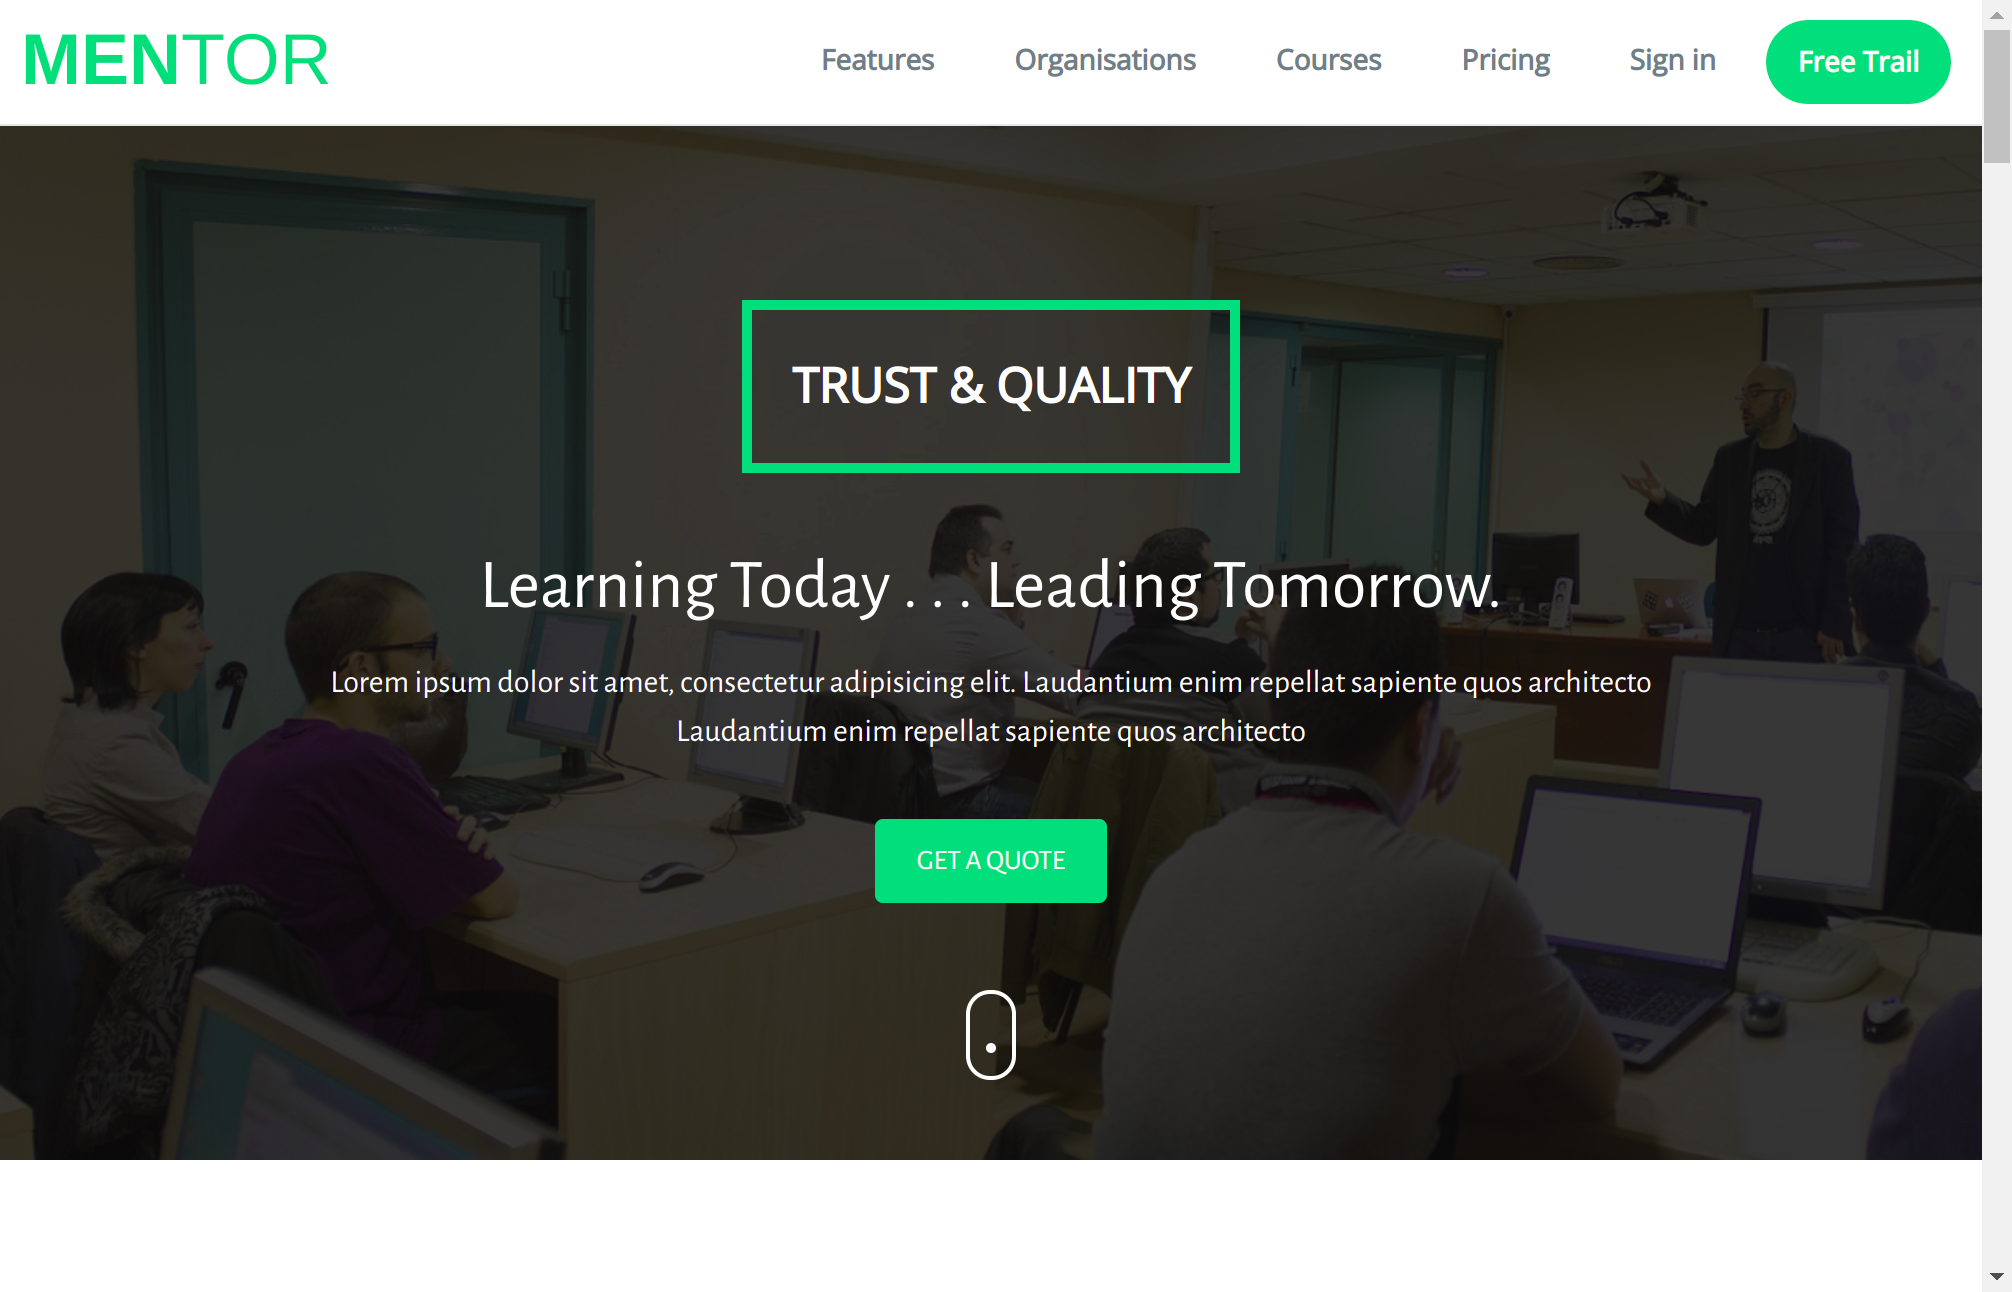 MENTOR
Features
Organisations
Courses
Pricing
Sign in
Free Trail
TRUST & QUALITY
Learning Today . . . Leading Tomorrow.
Lorem ipsum dolor sit amet, consectetur adipisicing elit. Laudantium enim repellat sapiente quos architecto
Laudantium enim repellat sapiente quos architecto
GET A QUOTE